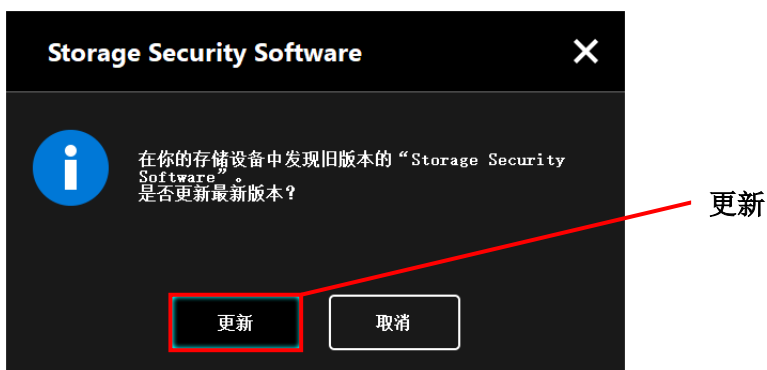 Storage Security Software
在你的存储设备中发现旧版本的“Storage Security
Software”。
是否更新最新版本？
更新
更新
取消